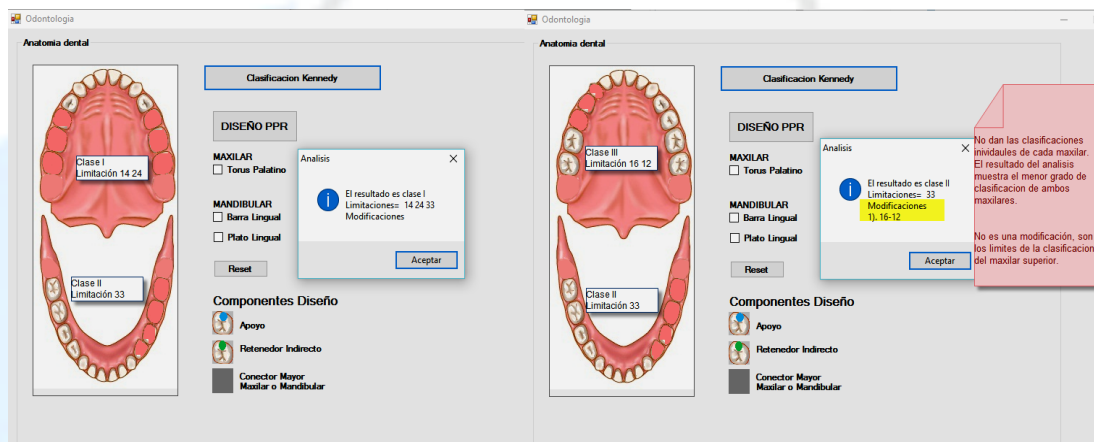 Odontologia
Anatomia dental
Clasificacion Kennedy
DISEÑO PPR
MAXILAR
Torus Palatino
MANDIBULAR
Barra Lingual
Plato Lingual
Reset
Componentes Diseño
Apoyo
Retenedor Indirecto
Conector Mayor
Maxilar o Mandibular
Clase I
Limitación 14 24
Clase II
Limitación 33
Analisis
El resultado es clase I
Limitaciones= 14 24 33
Modificaciones
Aceptar
Odontologia
Anatomia dental
Clasificacion Kennedy
DISEÑO PPR
MAXILAR
Torus Palatino
MANDIBULAR
Barra Lingual
Plato Lingual
Reset
Componentes Diseño
Apoyo
Retenedor Indirecto
Conector Mayor
Maxilar o Mandibular
Clase III
Limitación 16 12
Clase II
Limitación 33
Analisis
El resultado es clase II
Limitaciones= 33
Modificaciones
1). 16-12
Aceptar
No dan las clasificaciones
inividaules de cada maxilar.
El resultado del analisis
muestra el menor grado de
clasificacion de ambos
maxilares.
No es una modificación, son
los limites de la clasificacion
del maxilar superior.